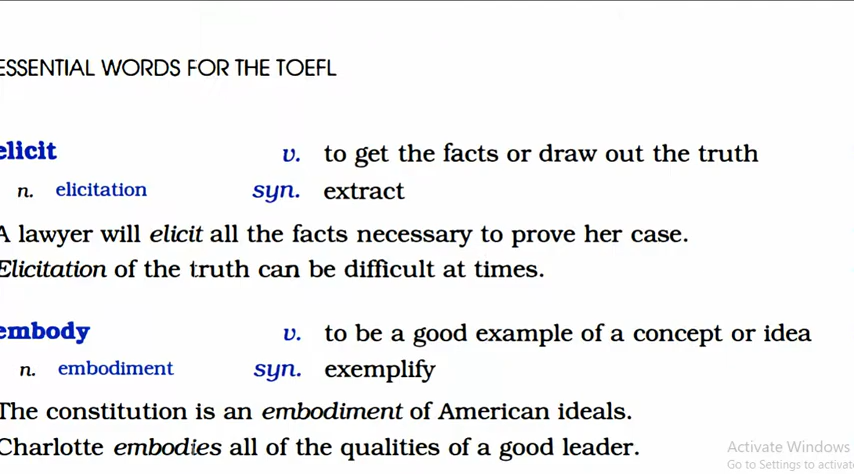 ESSENTIAL WORDS FOR THE TOEFL
elicit v. to get the facts or draw out the truth
n. elicitation syn. extract
A lawyer will elicit all the facts necessary to prove her case.
Elicitation of the truth can be difficult at times.
embody v. to be a good example of a concept or idea
n. embodiment syn. exemplify
The constitution is an embodiment of American ideals.
Charlotte embodies all of the qualities of a good leader.
Activate Windows
Go to Settings to activate